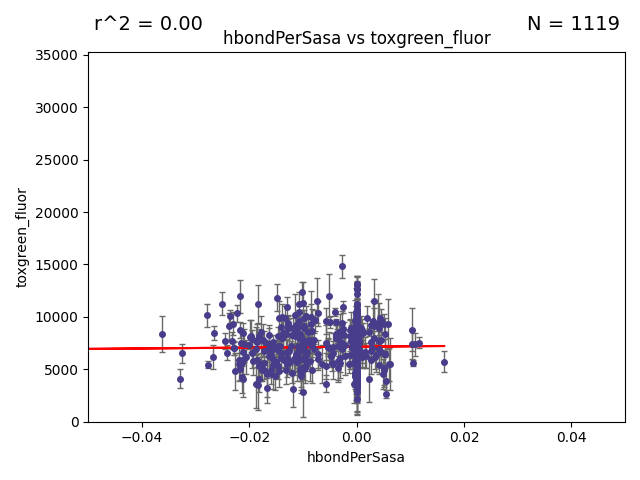 r^2 = 0.00
N = 1119
hbondPerSasa vs toxgreen_fluor
35000
30000
25000
20000
15000
10000
5000
0
toxgreen_fluor
−0.04
−0.02
0.00
0.02
0.04
hbondPerSasa